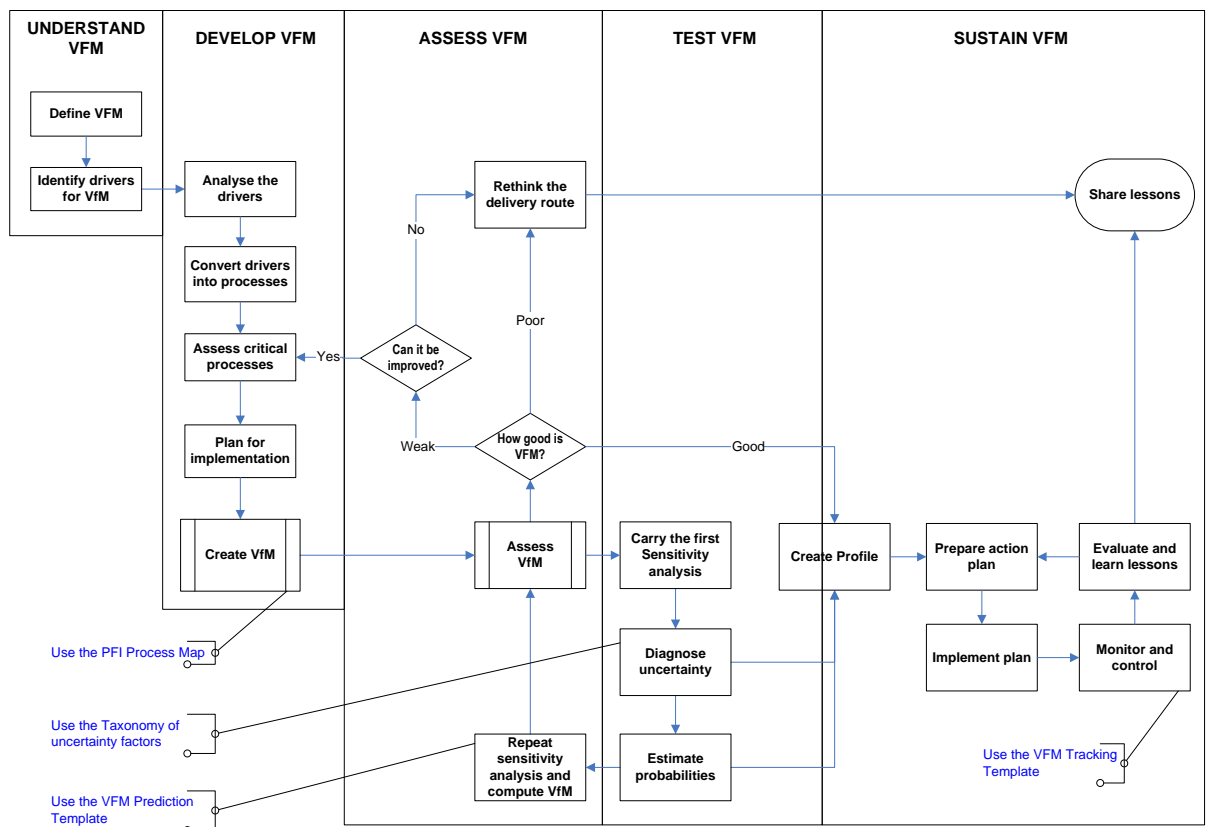 UNDERSTAND
VFM
DEVELOP VFM
ASSESS VFM
TEST VFM
SUSTAIN VFM
Define VFM
Identify drivers
for VfM
Analyse the
drivers
Convert drivers
into processes
Assess critical
processes
Plan for
implementation
Create VfM
Rethink the
delivery route
No
Poor
Can it be
improved?
Yes
How good is
VFM?
Weak
Good
Assess
VfM
Repeat
sensitivity
analysis and
compute VfM
Carry the first
Sensitivity
analysis
Diagnose
uncertainty
Estimate
probabilities
Create Profile
Share lessons
Prepare action
plan
Evaluate and
learn lessons
Implement plan
Monitor and
control
Use the PFI Process Map
Use the Taxonomy of
uncertainty factors
Use the VFM Prediction
Template
Use the VFM Tracking
Template